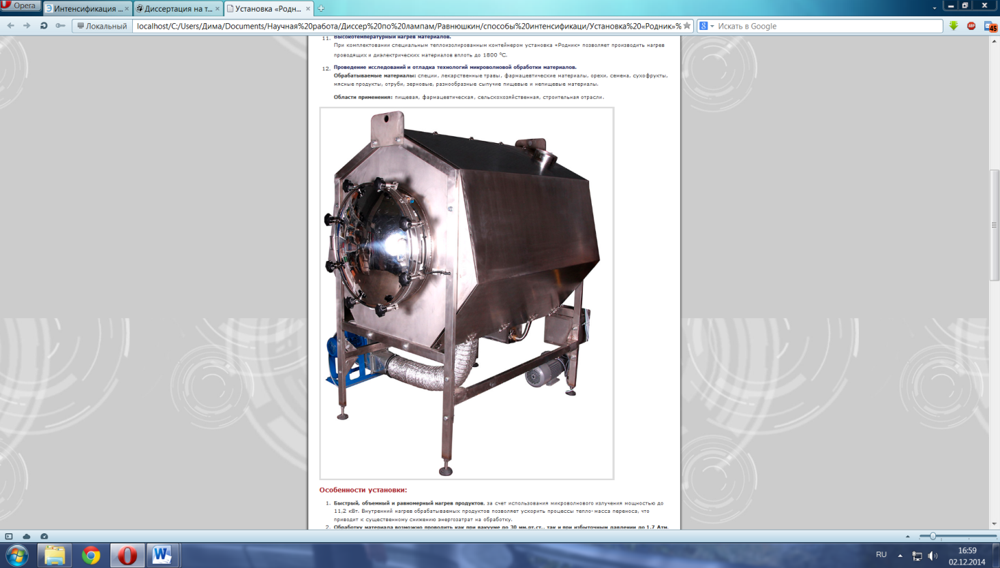 Opera
Интенсификация ...
Диссертация на т...
Установка «Родн...
Локальный
localhost/C:/Users/Дима/Documents/Научная%20работа/Диссер%20по%20лампам/Равнюшкин/способы%20интенсификаци/Установка%20«Родник»%
Искать в Google
45
11. Высокотемпературный нагрев материалов.
При комплектовании специальным теплоизолированным контейнером установка «Родник» позволяет производить нагрев
проводящих и диэлектрических материалов вплоть до 1800 °С.
12. Проведение исследований и отладка технологий микроволновой обработки материалов.
Обрабатываемые материалы: специи, лекарственные травы, фармацевтические материалы, орехи, семена, сухофрукты,
мясные продукты, отруби, зерновые, разнообразные сыпучие пищевые и непищевые материалы.
Области применения: пищевая, фармацевтическая, сельскохозяйственная, строительная отрасли.
Особенности установки:
1. Быстрый, объемный и равномерный нагрев продуктов, за счет использования микроволнового излучения мощностью до
11,2 кВт. Внутренний нагрев обрабатываемых продуктов позволяет ускорить процессы тепло-масса переноса, что
приводит к существенному снижению энергозатрат на обработку.
2. Обработку материала возможно проводить как при вакууме до 30 мм.рт.ст., так и при избыточным давлении до 1,7 Атм.
RU
16:59
02.12.2014